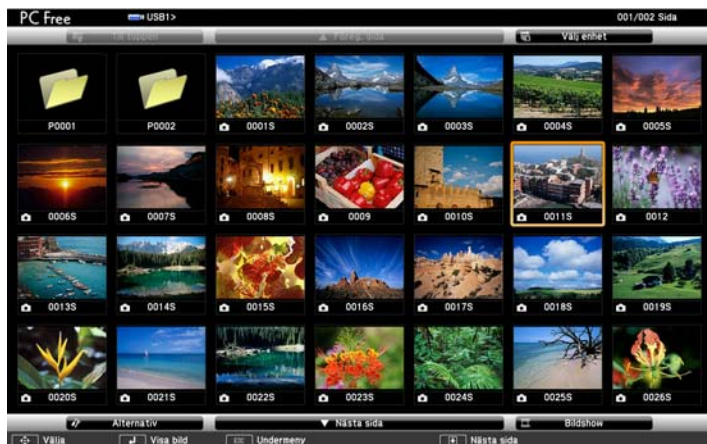 PC Free USB1> 001/002 Sida
Till toppen ▲ Föreg. sida Välj enhet
P0001 P0002 0001S 0002S 0003S 0004S 0005S
0006S 0007S 0008S 0009 0010S 0011S 0012
0013S 0014S 0015S 0016S 0017S 0018S 0019S
0020S 0021S 0022S 0023S 0024S 0025S 0026S
Alternativ ▼ Nästa sida Bildshow
Välja Visa bild ESC Undermeny Nästa sida